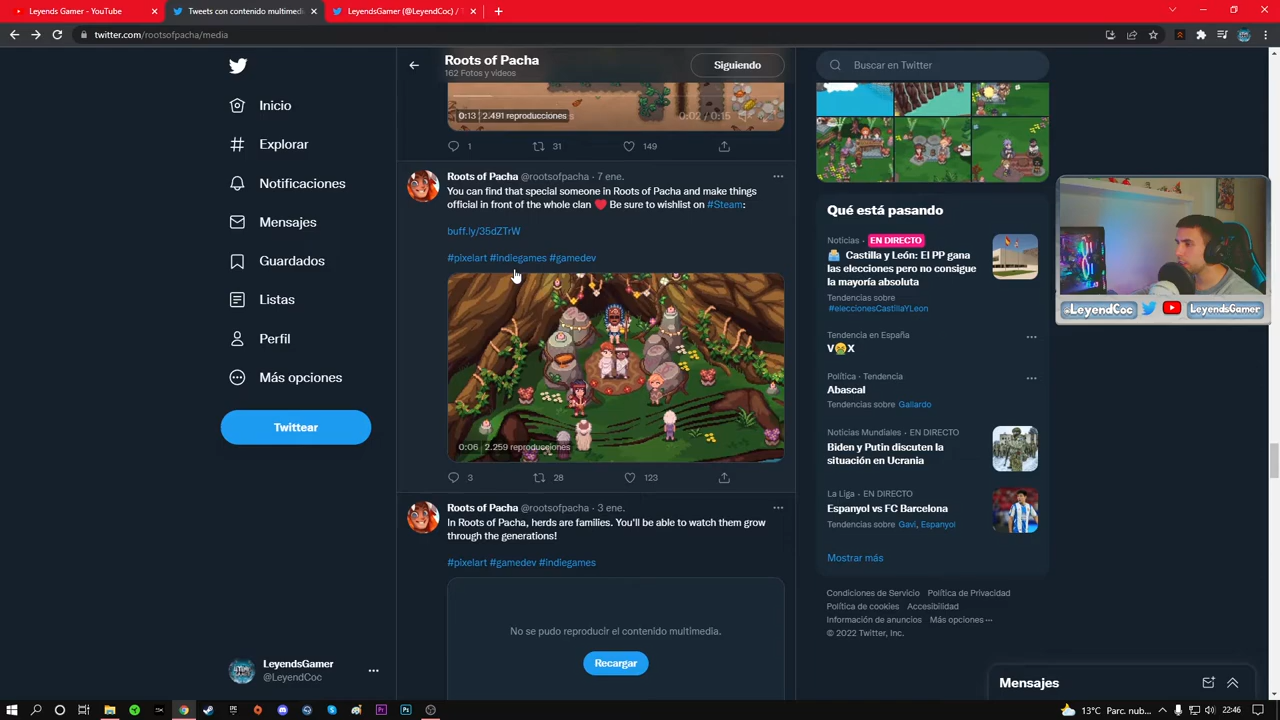 Leyends Gamer - YouTube
Tweets con contenido multimedi
LeyendsGamer (@LeyendCoc) / T
twitter.com/rootsofpacha/media
Inicio
Explorar
Notificaciones
Mensajes
Guardados
Listas
Perfil
Más opciones
Twittear
LeyendsGamer
@LeyendCoc
Roots of Pacha
162 Fotos y videos
Siguiendo
0:13 2.491 reproducciones
0:02 / 0:15
1 31 149
Roots of Pacha @rootsofpacha · 7 ene.
You can find that special someone in Roots of Pacha and make things
official in front of the whole clan ❤ Be sure to wishlist on #Steam:
buff.ly/35dZTrW
#pixelart #indiegames #gamedev
0:06 2.259 reproducciones
3 28 123
Roots of Pacha @rootsofpacha · 3 ene.
In Roots of Pacha, herds are families. You'll be able to watch them grow
through the generations!
#pixelart #gamedev #indiegames
No se pudo reproducir el contenido multimedia.
Recargar
Buscar en Twitter
Qué está pasando
Noticias · EN DIRECTO
🗳 Castilla y León: El PP gana
las elecciones pero no consigue
la mayoría absoluta
Tendencias sobre
#eleccionesCastillaYLeon
Tendencia en España
V🤮X
Política · Tendencia
Abascal
Tendencias sobre Gallardo
Noticias Mundiales · EN DIRECTO
Biden y Putin discuten la
situación en Ucrania
La Liga · EN DIRECTO
Espanyol vs FC Barcelona
Tendencias sobre Gavi, Espanyol
Mostrar más
Condiciones de Servicio Política de Privacidad
Política de cookies Accesibilidad
Información de anuncios Más opciones ···
© 2022 Twitter, Inc.
@LeyendCoc
LeyendsGamer
Mensajes
13°C Parc. nub...
22:46